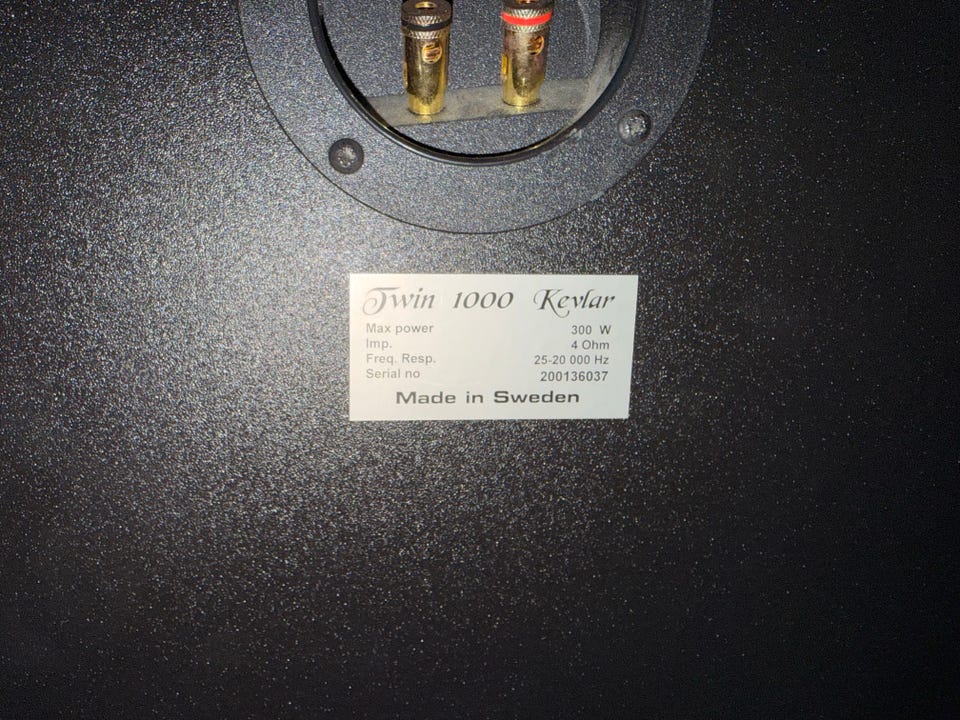 Twin 1000 Kevlar
Max power 300 W
Imp. 4 Ohm
Freq. Resp. 25-20 000 Hz
Serial no 200136037
Made in Sweden